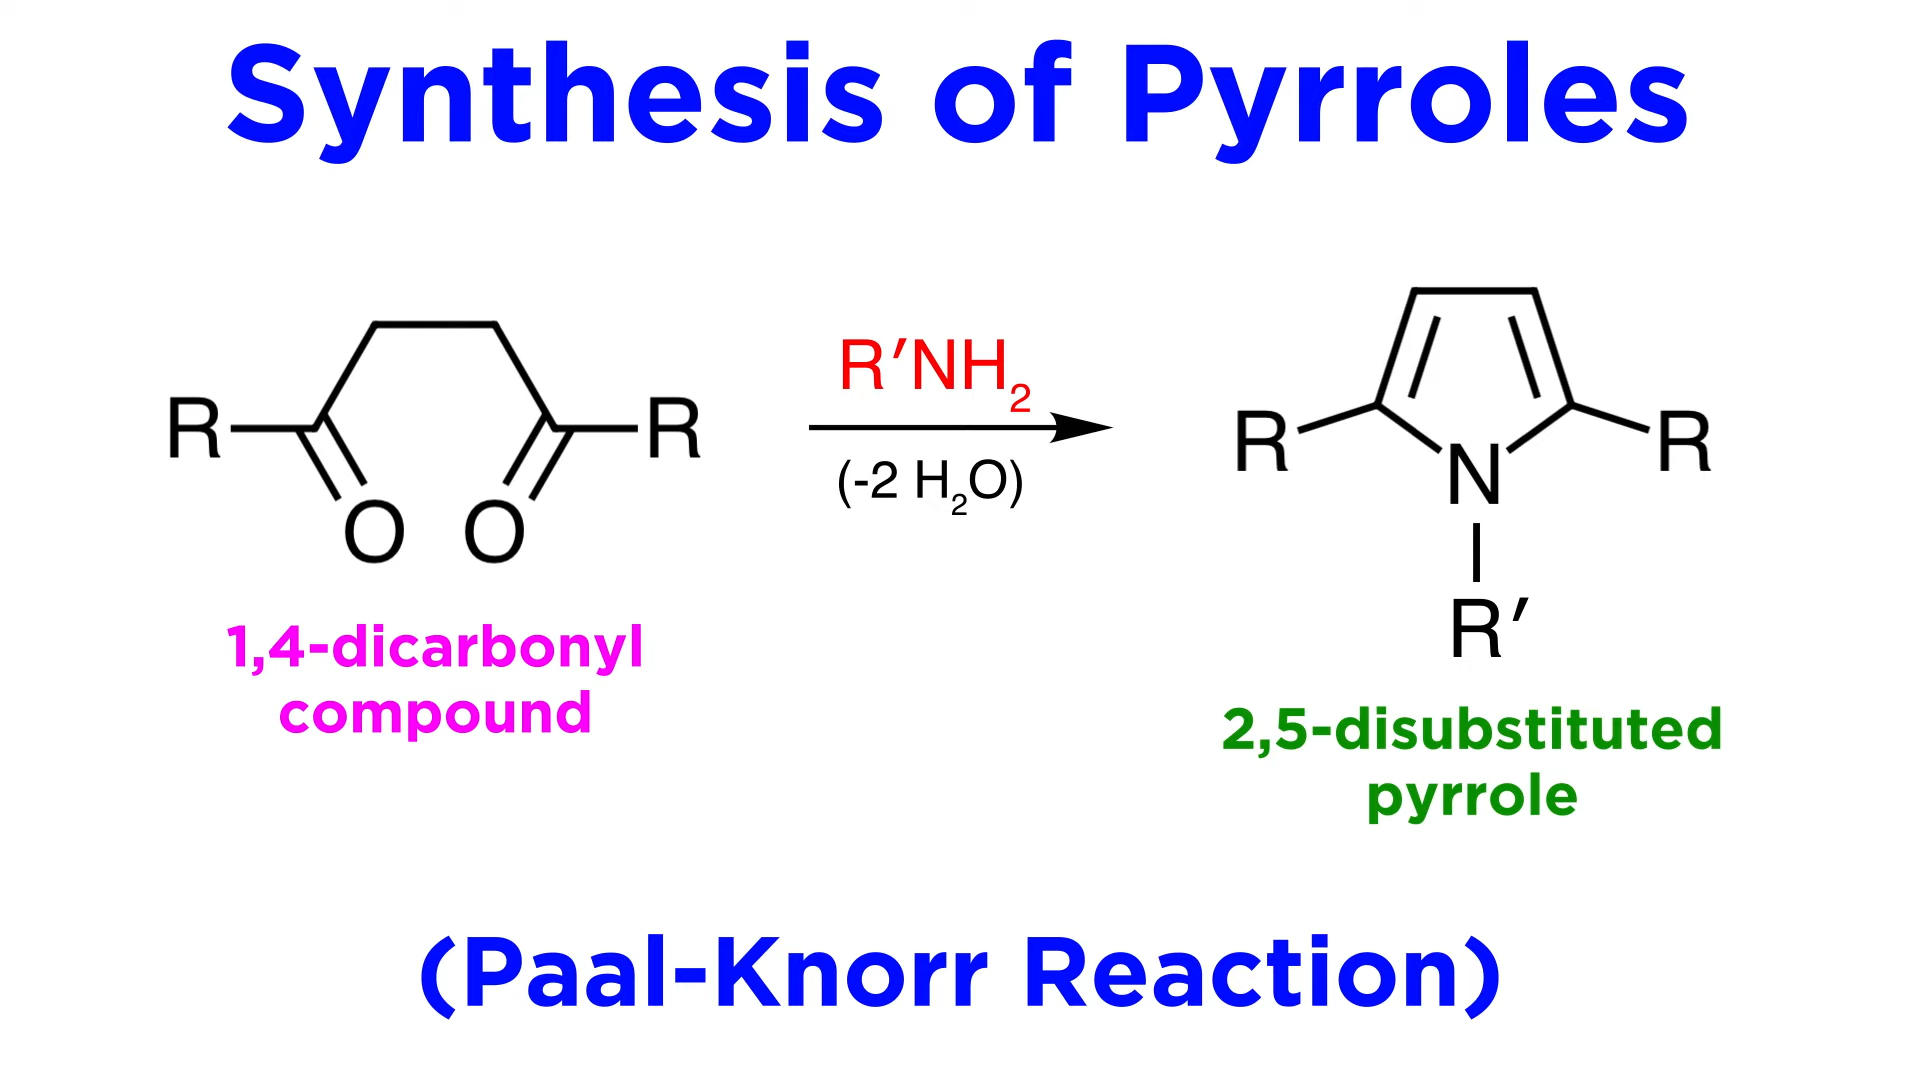 Synthesis of Pyrroles
R′NH₂
(-2 H₂O)
R R
O O
R R
N
R′
1,4-dicarbonyl
compound
2,5-disubstituted
pyrrole
(Paal-Knorr Reaction)